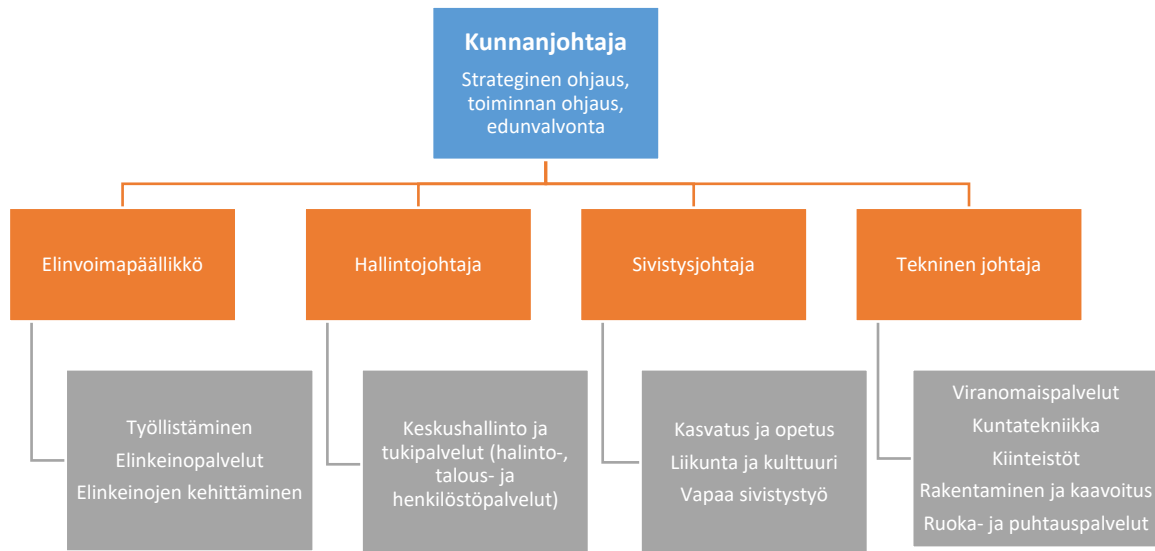 Kunnanjohtaja
Strateginen ohjaus,
toiminnan ohjaus,
edunvalvonta
Elinvoimapäällikkö
Hallintojohtaja
Sivistysjohtaja
Tekninen johtaja
Työllistäminen
Elinkeinopalvelut
Elinkeinojen kehittäminen
Keskushallinto ja
tukipalvelut (halinto-,
talous- ja
henkilöstöpalvelut)
Kasvatus ja opetus
Liikunta ja kulttuuri
Vapaa sivistystyö
Viranomaispalvelut
Kuntatekniikka
Kiinteistöt
Rakentaminen ja kaavoitus
Ruoka- ja puhtauspalvelut